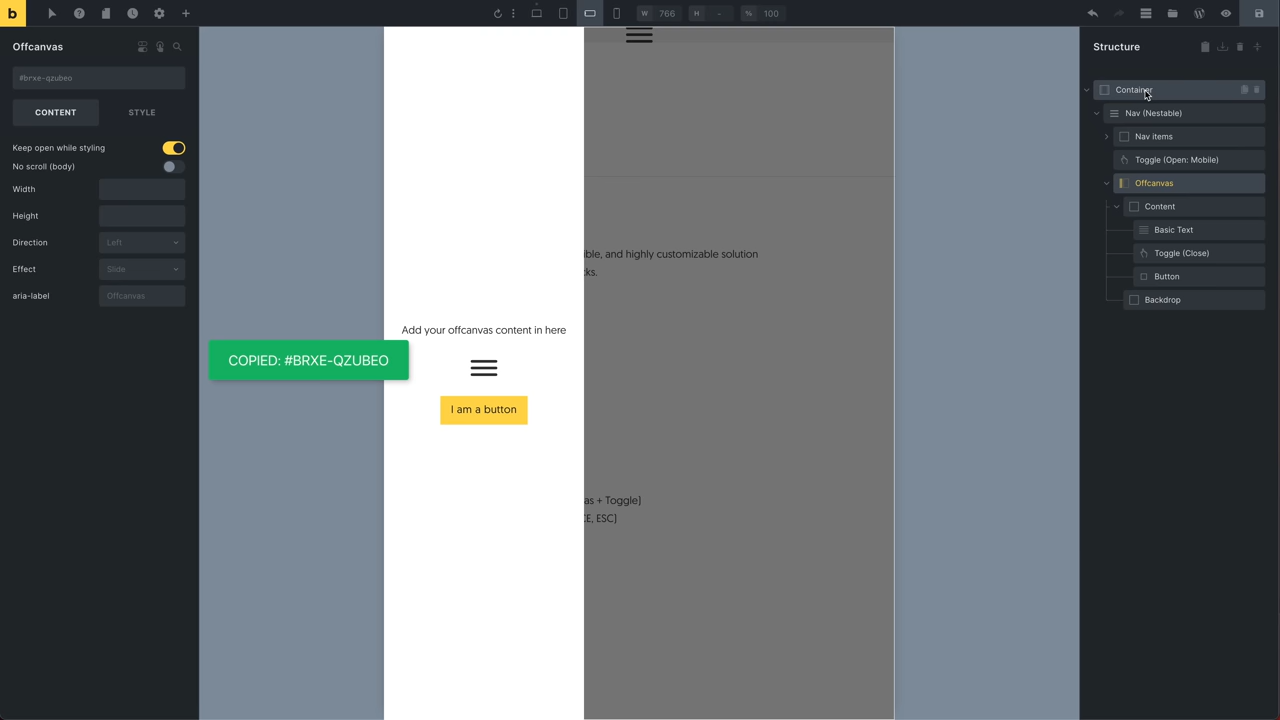 b
W 766 H - % 100
Offcanvas
#brxe-qzubeo
CONTENT STYLE
Keep open while styling
No scroll (body)
Width
Height
Direction Left
Effect Slide
aria-label Offcanvas
Add your offcanvas content in here
COPIED: #BRXE-QZUBEO
I am a button
ible, and highly customizable solution
ks.
as + Toggle)
CE, ESC)
Structure
Container
Nav (Nestable)
Nav items
Toggle (Open: Mobile)
Offcanvas
Content
Basic Text
Toggle (Close)
Button
Backdrop